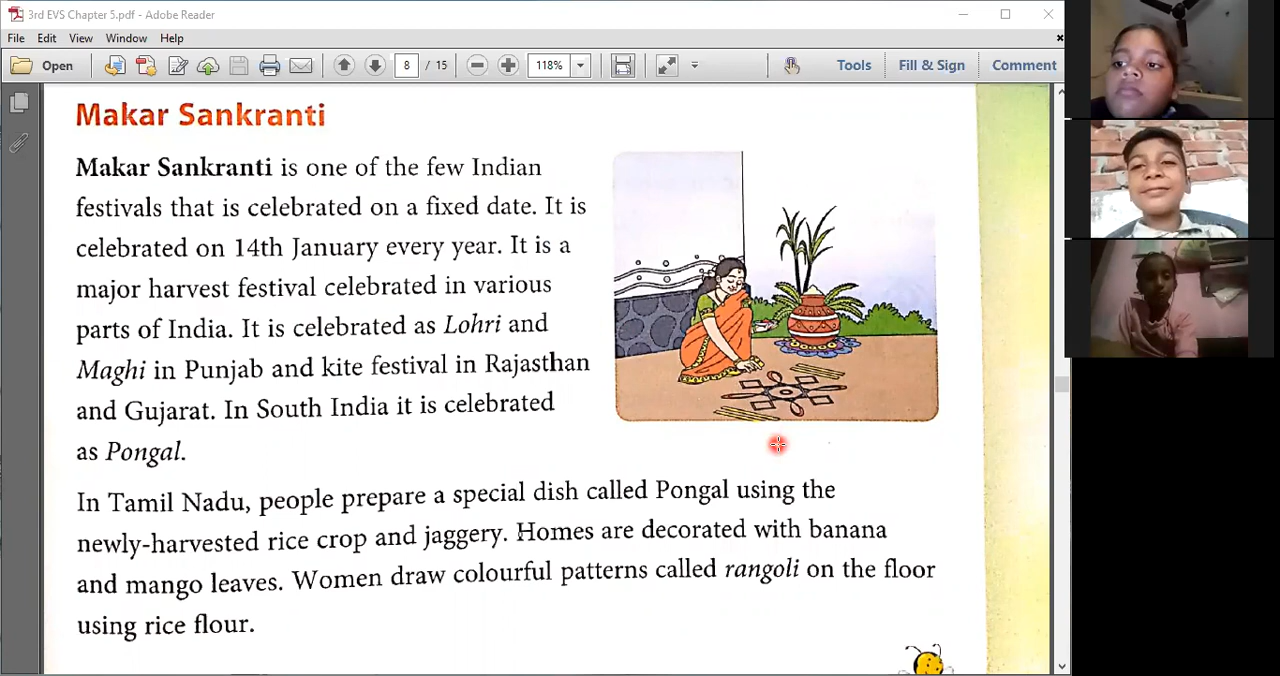 3rd EVS Chapter 5.pdf - Adobe Reader
File Edit View Window Help
Open 8 / 15 118% Tools Fill & Sign Comment
Makar Sankranti
Makar Sankranti is one of the few Indian
festivals that is celebrated on a fixed date. It is
celebrated on 14th January every year. It is a
major harvest festival celebrated in various
parts of India. It is celebrated as Lohri and
Maghi in Punjab and kite festival in Rajasthan
and Gujarat. In South India it is celebrated
as Pongal.
In Tamil Nadu, people prepare a special dish called Pongal using the
newly-harvested rice crop and jaggery. Homes are decorated with banana
and mango leaves. Women draw colourful patterns called rangoli on the floor
using rice flour.